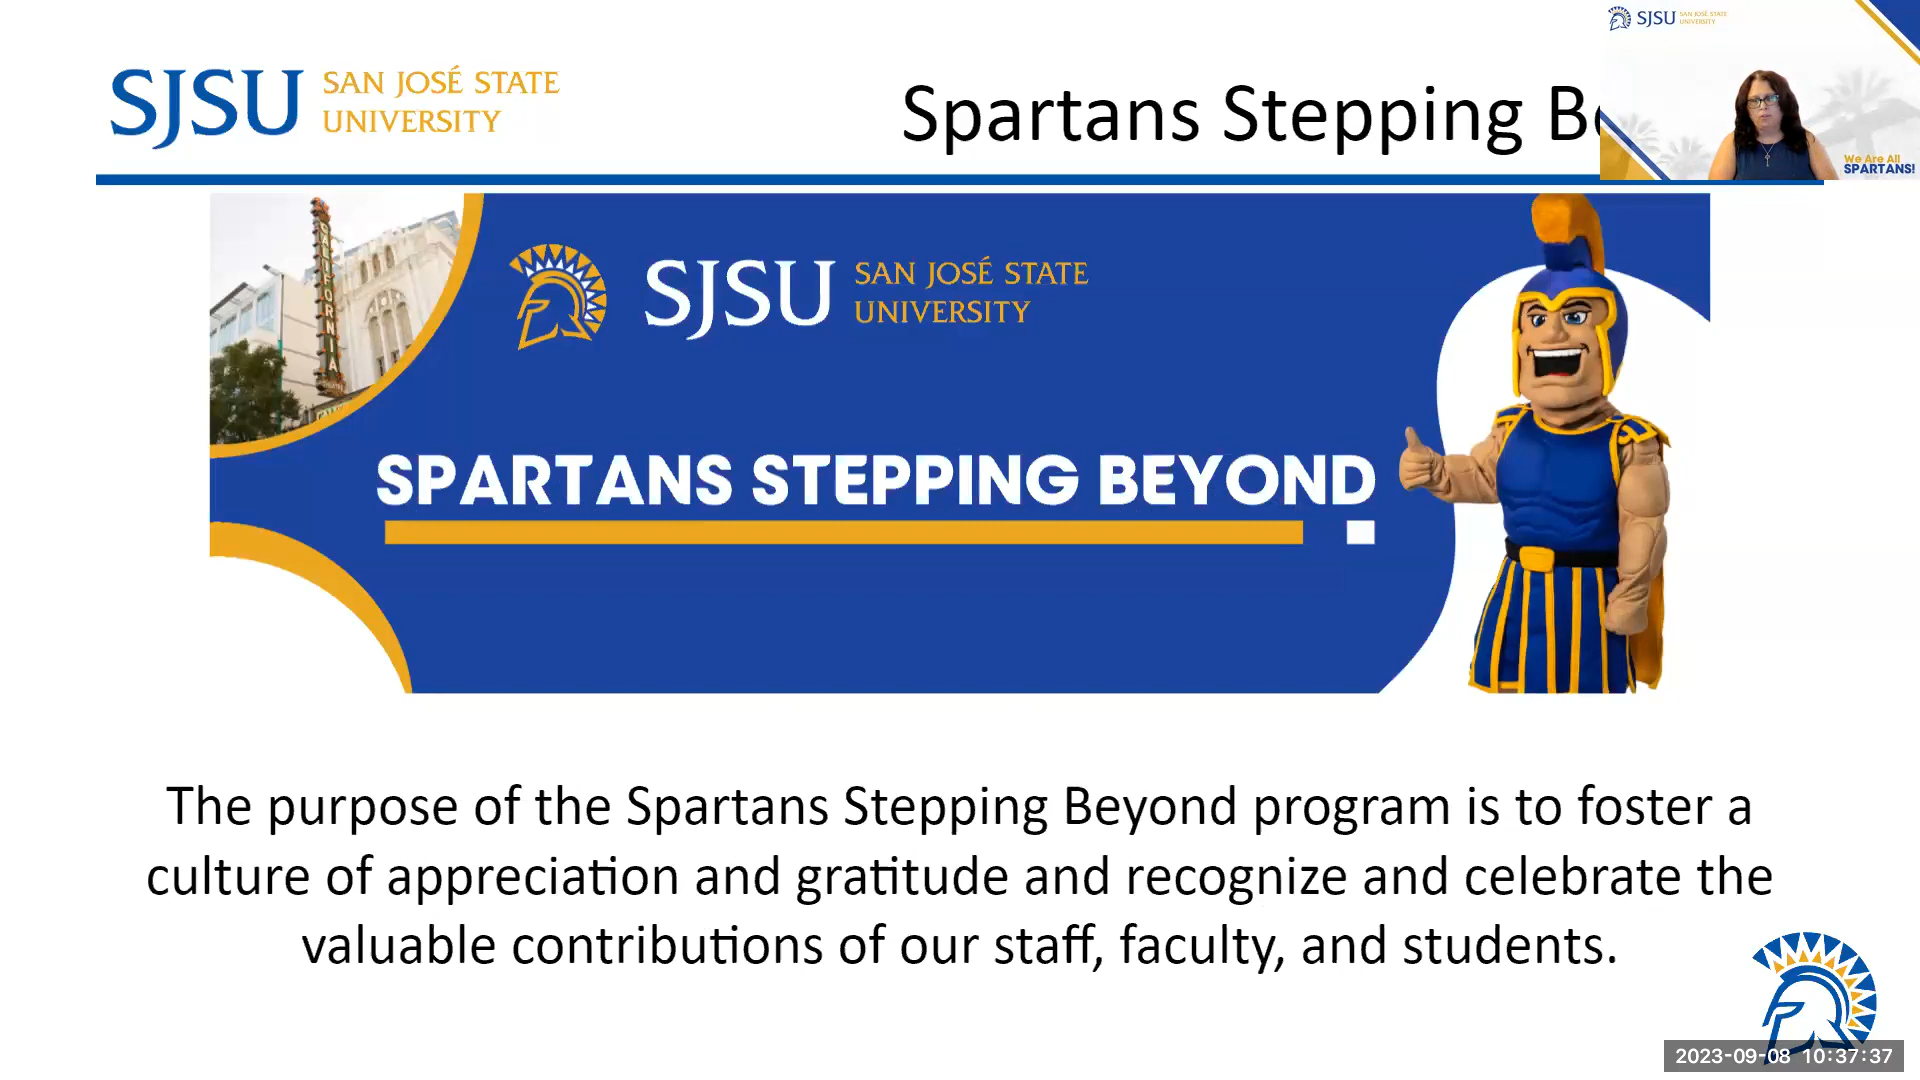 SJSU SAN JOSÉ STATE
UNIVERSITY
Spartans Stepping
SJSU SAN JOSÉ STATE
UNIVERSITY
We Are All
SPARTANS!
CALIFORNIA
SJSU SAN JOSÉ STATE
UNIVERSITY
SPARTANS STEPPING BEYOND
The purpose of the Spartans Stepping Beyond program is to foster a
culture of appreciation and gratitude and recognize and celebrate the
valuable contributions of our staff, faculty, and students.
2023-09-08 10:37:37